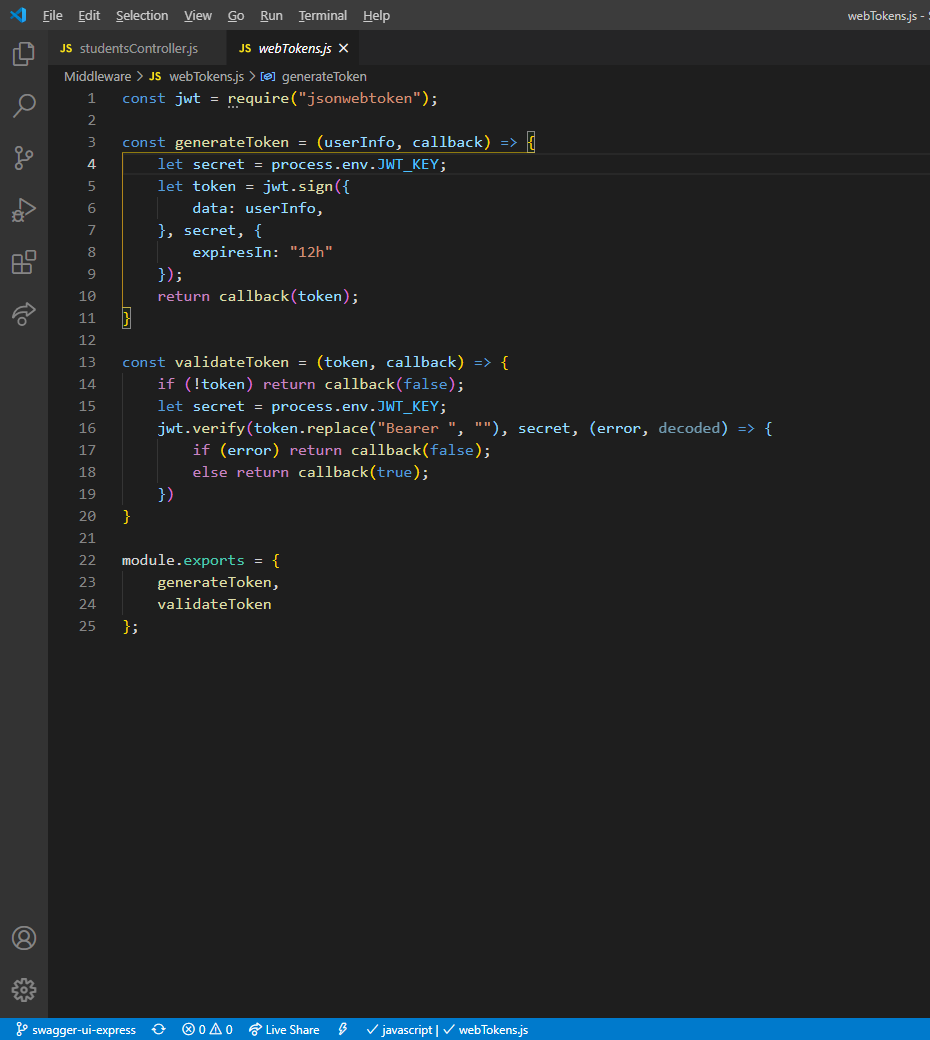 File Edit Selection View Go Run Terminal Help webTokens.js -
JS studentsController.js JS webTokens.js
Middleware > JS webTokens.js > generateToken
1 const jwt = require("jsonwebtoken");
2
3 const generateToken = (userInfo, callback) => {
4 let secret = process.env.JWT_KEY;
5 let token = jwt.sign({
6 data: userInfo,
7 }, secret, {
8 expiresIn: "12h"
9 });
10 return callback(token);
11 }
12
13 const validateToken = (token, callback) => {
14 if (!token) return callback(false);
15 let secret = process.env.JWT_KEY;
16 jwt.verify(token.replace("Bearer ", ""), secret, (error, decoded) => {
17 if (error) return callback(false);
18 else return callback(true);
19 })
20 }
21
22 module.exports = {
23 generateToken,
24 validateToken
25 };
swagger-ui-express 0 0 Live Share javascript | webTokens.js